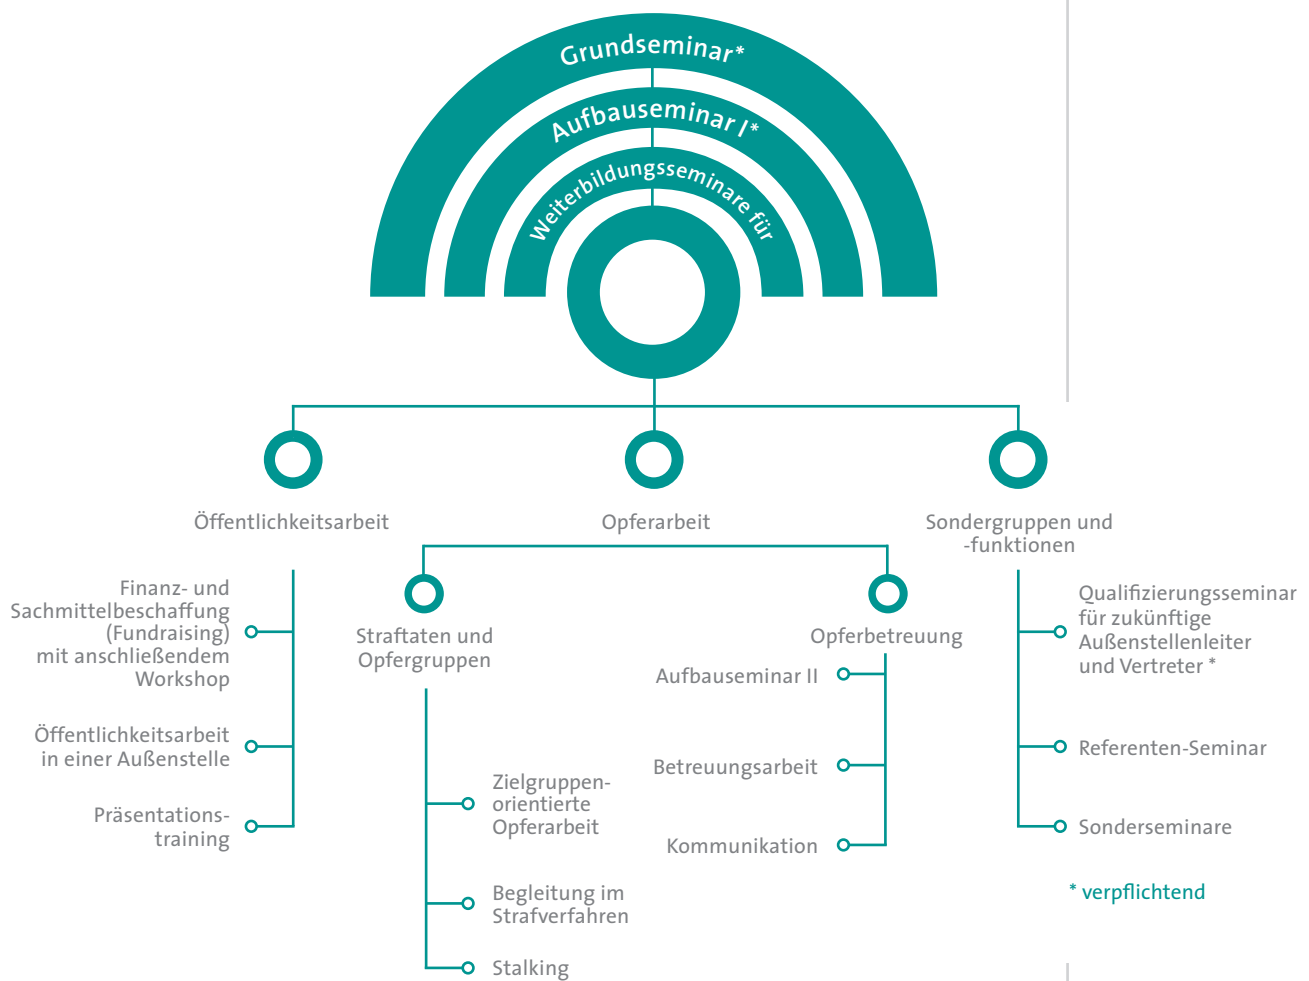 Grundseminar*
Aufbauseminar I*
Weiterbildungsseminare für
Öffentlichkeitsarbeit
Finanz- und
Sachmittelbeschaffung
(Fundraising)
mit anschließendem
Workshop
Öffentlichkeitsarbeit
in einer Außenstelle
Präsentations-
training
Opferarbeit
Straftaten und
Opfergruppen
Zielgruppen-
orientierte
Opferarbeit
Begleitung im
Strafverfahren
Stalking
Opferbetreuung
Aufbauseminar II
Betreuungsarbeit
Kommunikation
Sondergruppen und
-funktionen
Qualifizierungsseminar
für zukünftige
Außenstellenleiter
und Vertreter *
Referenten-Seminar
Sonderseminare
* verpflichtend